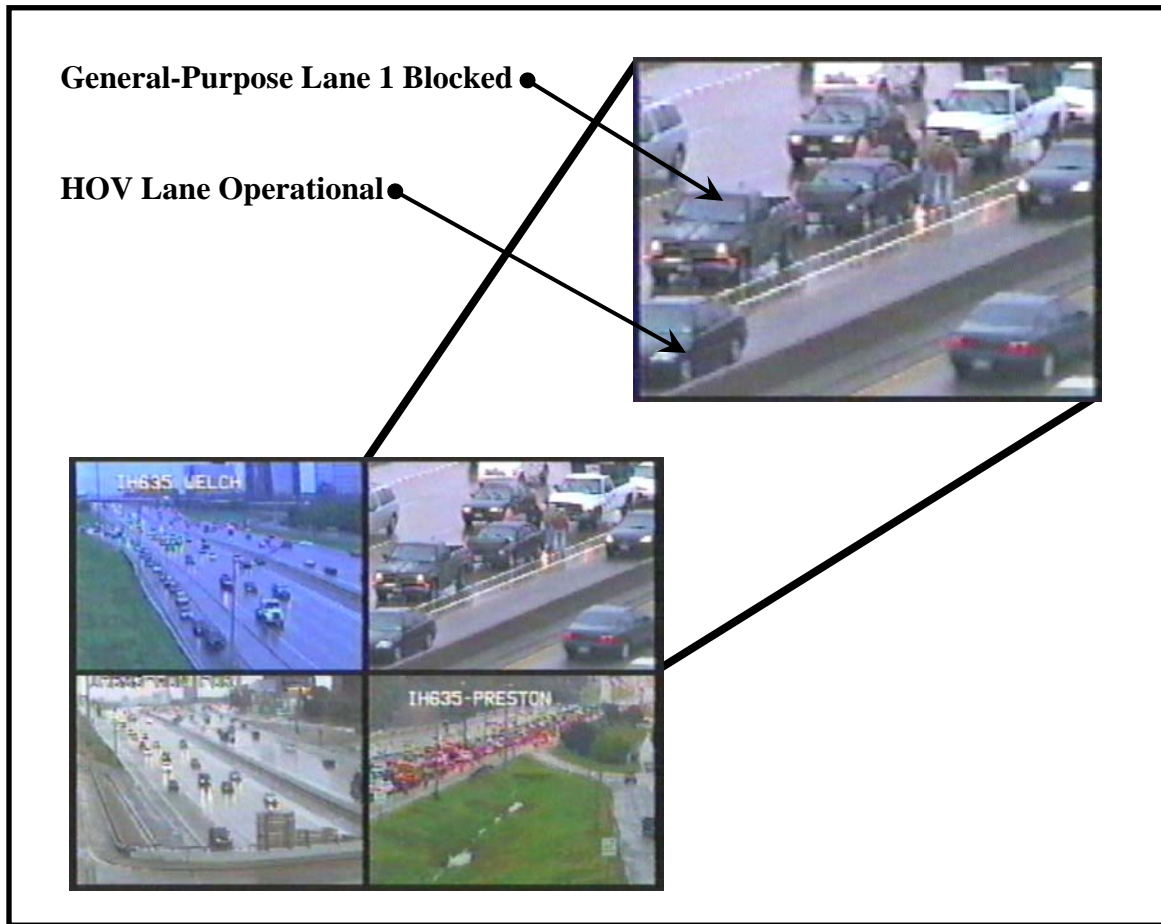 General-Purpose Lane 1 Blocked
HOV Lane Operational
IH635 WELCH
IH635-PRESTON